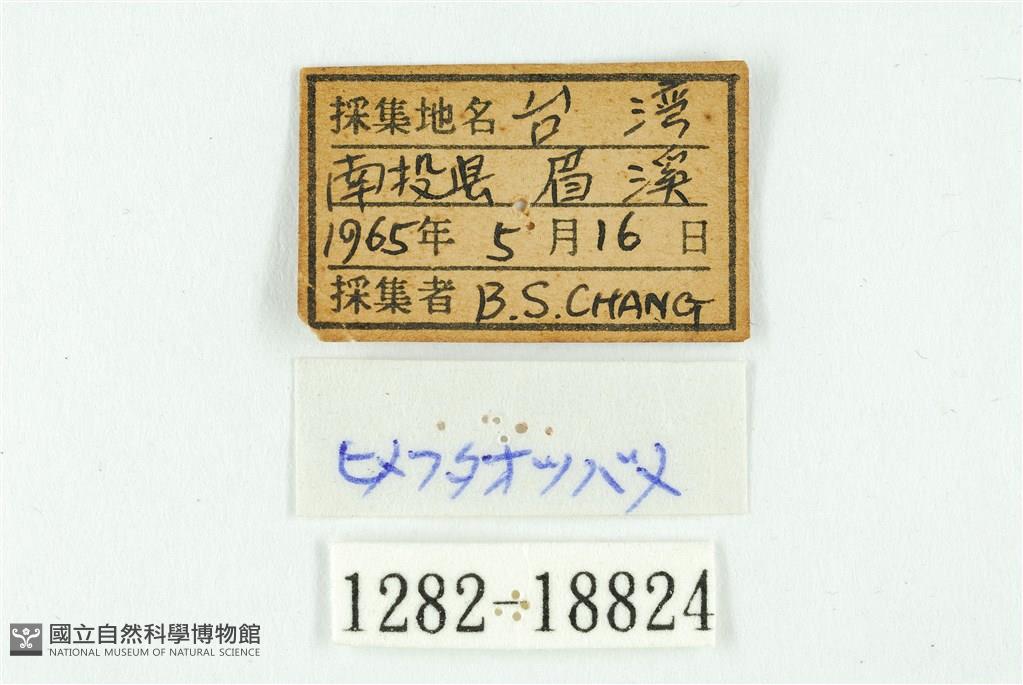 採集地名 台 湾
南投県 眉 溪
1965年 5 月 16 日
採集者 B.S.CHANG
ヒメフタオツバメ
1282-18824
國立自然科學博物館
NATIONAL MUSEUM OF NATURAL SCIENCE